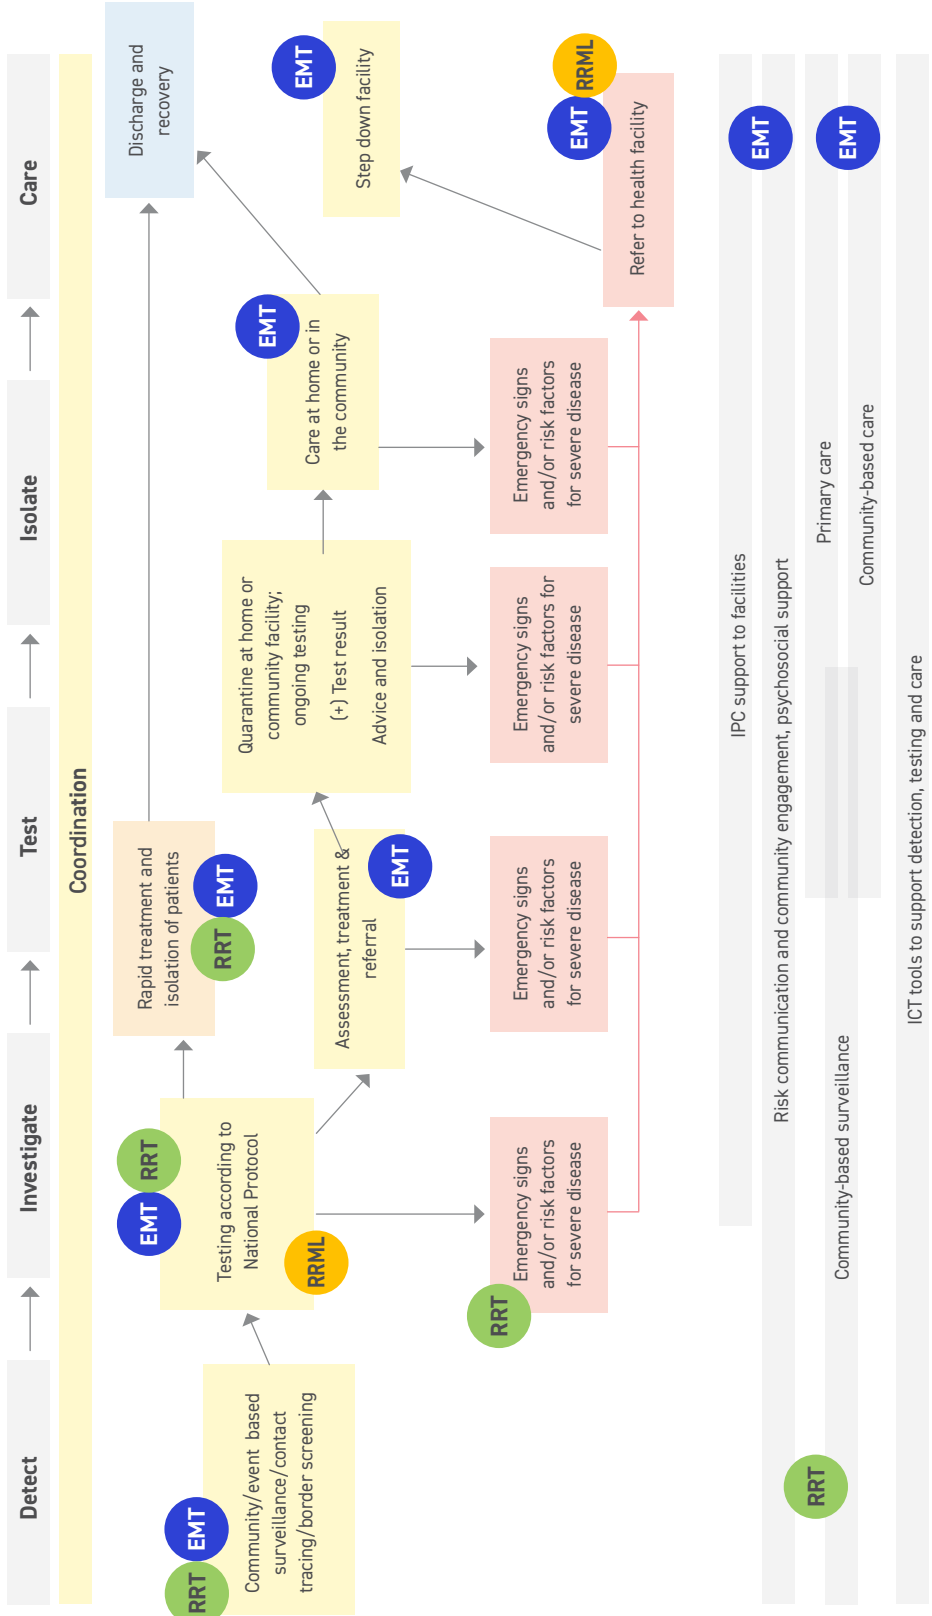 Detect
Investigate
Test
Isolate
Care
Coordination
RRT
EMT
Community/event based
surveillance/contact
tracing/border screening
EMT
RRT
Testing according to
National Protocol
RRML
Rapid treatment and
isolation of patients
RRT
EMT
Discharge and
recovery
Assessment, treatment &
referral
EMT
Quarantine at home or
community facility;
ongoing testing
(+) Test result
Advice and isolation
EMT
Care at home or in
the community
EMT
Step down facility
RRT
Emergency signs
and/or risk factors
for severe disease
Emergency signs
and/or risk factors
for severe disease
Emergency signs
and/or risk factors for
severe disease
Emergency signs
and/or risk factors
for severe disease
EMT
RRML
Refer to health facility
IPC support to facilities
EMT
Risk communication and community engagement, psychosocial support
RRT
Community-based surveillance
Primary care
EMT
Community-based care
ICT tools to support detection, testing and care